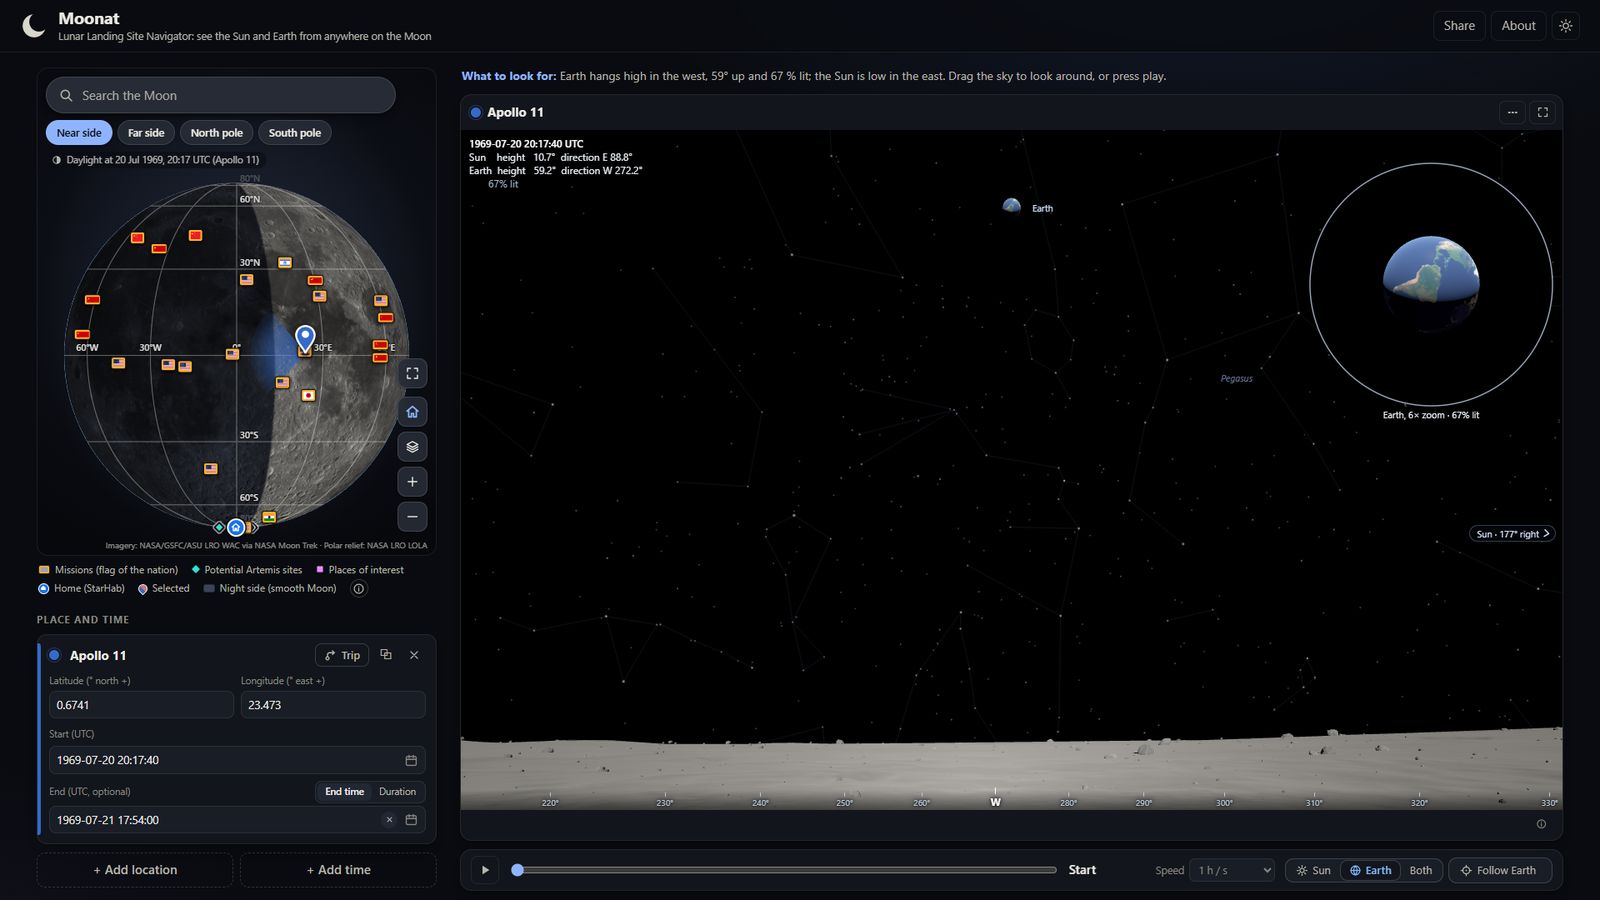 Moonat
Lunar Landing Site Navigator: see the Sun and Earth from anywhere on the Moon
Share
About
Search the Moon
Near side
Far side
North pole
South pole
Daylight at 20 Jul 1969, 20:17 UTC (Apollo 11)
80°N
60°N
30°N
60°W
30°W
0°
30°E
30°S
60°S
Imagery: NASA/GSFC/ASU LRO WAC via NASA Moon Trek · Polar relief: NASA LRO LOLA
Missions (flag of the nation)
Potential Artemis sites
Places of interest
Home (StarHab)
Selected
Night side (smooth Moon)
PLACE AND TIME
Apollo 11
Trip
Latitude (° north +)
Longitude (° east +)
0.6741
23.473
Start (UTC)
1969-07-20 20:17:40
End (UTC, optional)
End time
Duration
1969-07-21 17:54:00
+ Add location
+ Add time
What to look for: Earth hangs high in the west, 59° up and 67 % lit; the Sun is low in the east. Drag the sky to look around, or press play.
Apollo 11
1969-07-20 20:17:40 UTC
Sun height 10.7° direction E 88.8°
Earth height 59.2° direction W 272.2°
67% lit
Earth
Pegasus
Earth, 6× zoom · 67% lit
Sun · 177° right
220°
230°
240°
250°
260°
W
280°
290°
300°
310°
320°
330°
Start
Speed
1 h / s
Sun
Earth
Both
Follow Earth